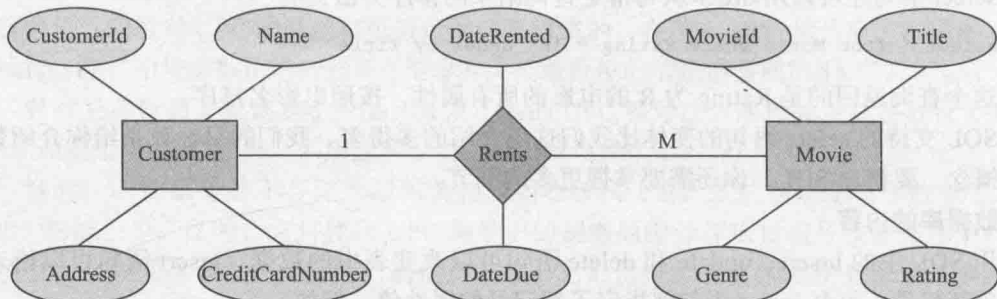 CustomerId Name DateRented MovieId Title
Customer 1 Rents M Movie
Address CreditCardNumber DateDue Genre Rating